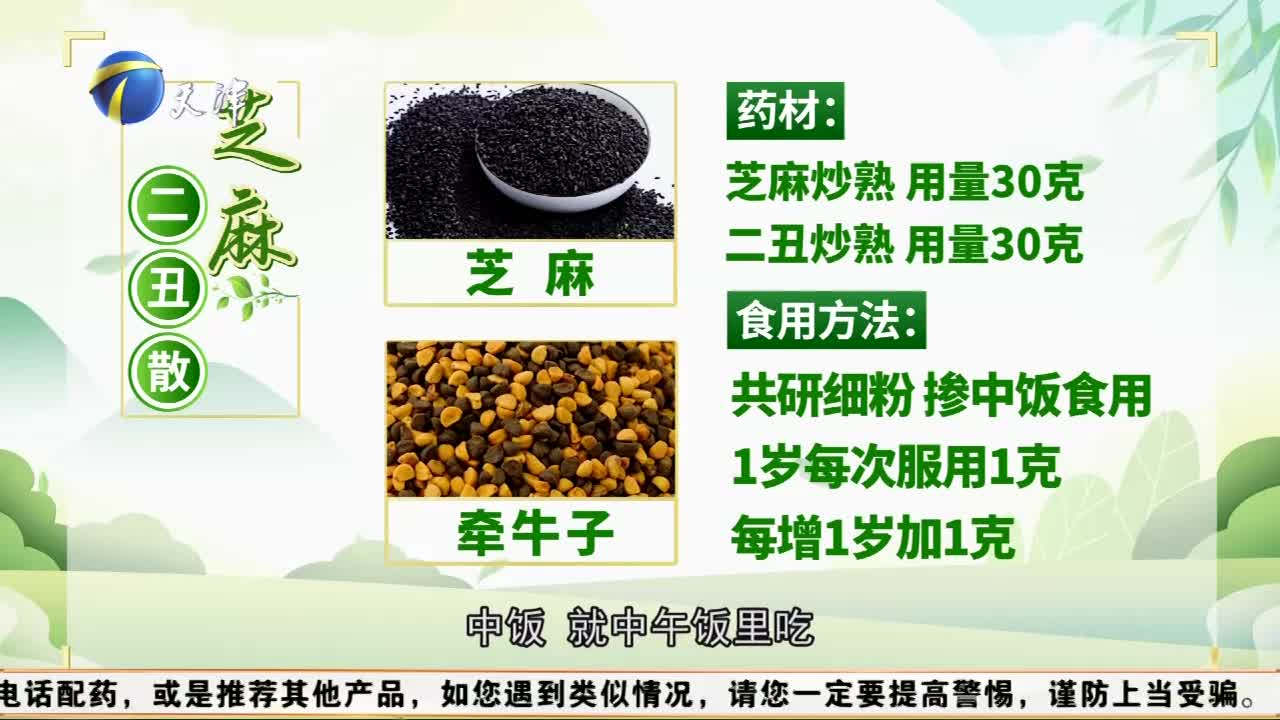 天津
芝麻
二丑散
芝麻
牵牛子
药材：
芝麻炒熟 用量30克
二丑炒熟 用量30克
食用方法：
共研细粉 掺中饭食用
1岁每次服用1克
每增1岁加1克
中饭 就中午饭里吃
电话配药，或是推荐其他产品，如您遇到类似情况，请您一定要提高警惕，谨防上当受骗。